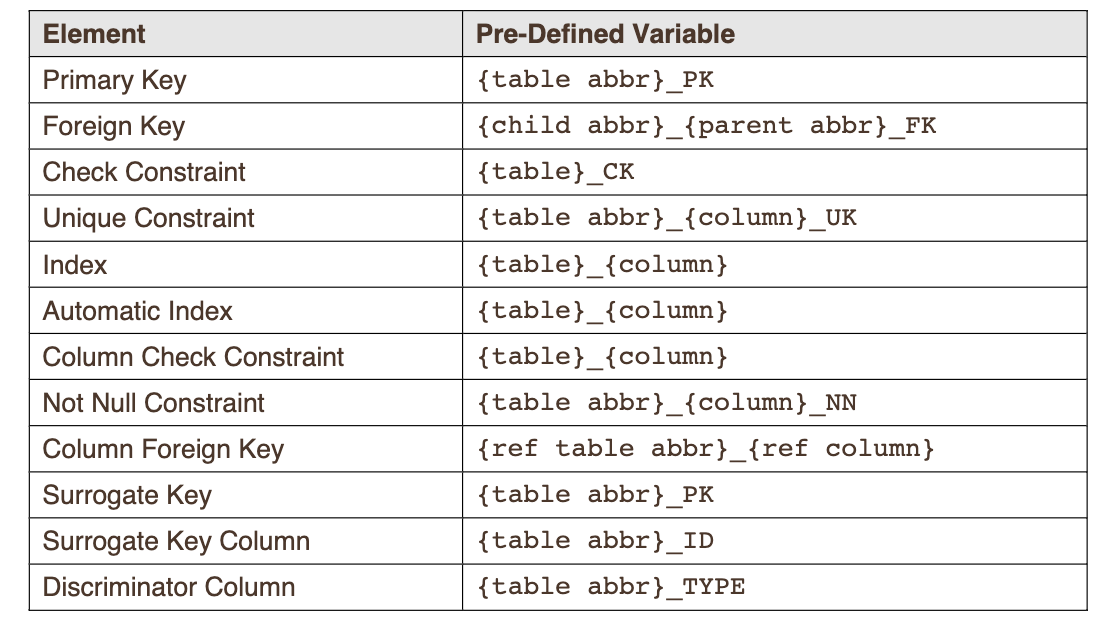 Element Pre-Defined Variable
Primary Key {table abbr}_PK
Foreign Key {child abbr}_{parent abbr}_FK
Check Constraint {table}_CK
Unique Constraint {table abbr}_{column}_UK
Index {table}_{column}
Automatic Index {table}_{column}
Column Check Constraint {table}_{column}
Not Null Constraint {table abbr}_{column}_NN
Column Foreign Key {ref table abbr}_{ref column}
Surrogate Key {table abbr}_PK
Surrogate Key Column {table abbr}_ID
Discriminator Column {table abbr}_TYPE